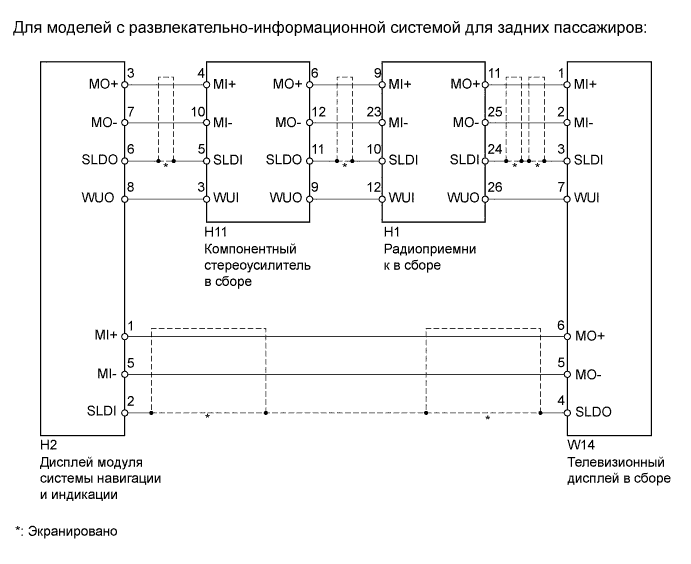 Для моделей с развлекательно-информационной системой для задних пассажиров:
3 4 6 9 11 1
MO+ MI+ MO+ MI+ MO+ MI+
7 10 12 23 25 2
MO- MI- MO- MI- MO- MI-
6 5 11 10 24 3
SLDO SLDI SLDO SLDI SLDI SLDI
* * * *
8 3 9 12 26 7
WUO WUI WUO WUI WUO WUI
H11
Компонентный
стереоусилитель
в сборе
H1
Радиоприемни
к в сборе
1 6
MI+ MO+
5 5
MI- MO-
2 4
SLDI SLDO
* *
H2
Дисплей модуля
системы навигации
и индикации
W14
Телевизионный
дисплей в сборе
*: Экранировано